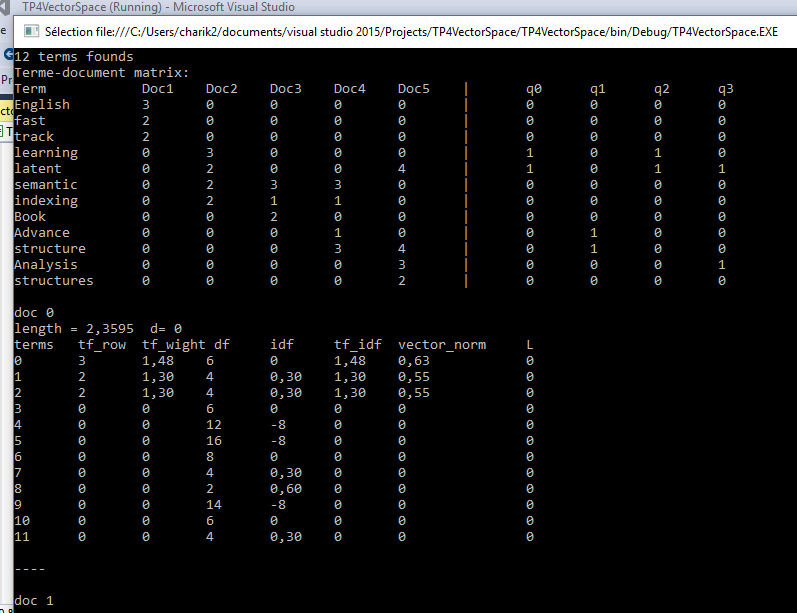 TP4VectorSpace (Running) - Microsoft Visual Studio
Sélection file:///C:/Users/charik2/documents/visual studio 2015/Projects/TP4VectorSpace/TP4VectorSpace/bin/Debug/TP4VectorSpace.EXE
12 terms founds
Terme-document matrix:
Term Doc1 Doc2 Doc3 Doc4 Doc5 | q0 q1 q2 q3
English 3 0 0 0 0 | 0 0 0 0
fast 2 0 0 0 0 | 0 0 0 0
track 2 0 0 0 0 | 0 0 0 0
learning 0 3 0 0 0 | 1 0 1 0
latent 0 2 0 0 4 | 1 0 1 1
semantic 0 2 3 3 0 | 0 0 0 0
indexing 0 2 1 1 0 | 0 0 0 0
Book 0 0 2 0 0 | 0 0 0 0
Advance 0 0 0 1 0 | 0 1 0 0
structure 0 0 0 3 4 | 0 1 0 0
Analysis 0 0 0 0 3 | 0 0 0 1
structures 0 0 0 0 2 | 0 0 0 0
doc 0
length = 2,3595 d= 0
terms tf_row tf_wight df idf tf_idf vector_norm L
0 3 1,48 6 0 1,48 0,63 0
1 2 1,30 4 0,30 1,30 0,55 0
2 2 1,30 4 0,30 1,30 0,55 0
3 0 0 6 0 0 0 0
4 0 0 12 -8 0 0 0
5 0 0 16 -8 0 0 0
6 0 0 8 0 0 0 0
7 0 0 4 0,30 0 0 0
8 0 0 2 0,60 0 0 0
9 0 0 14 -8 0 0 0
10 0 0 6 0 0 0 0
11 0 0 4 0,30 0 0 0
----
doc 1